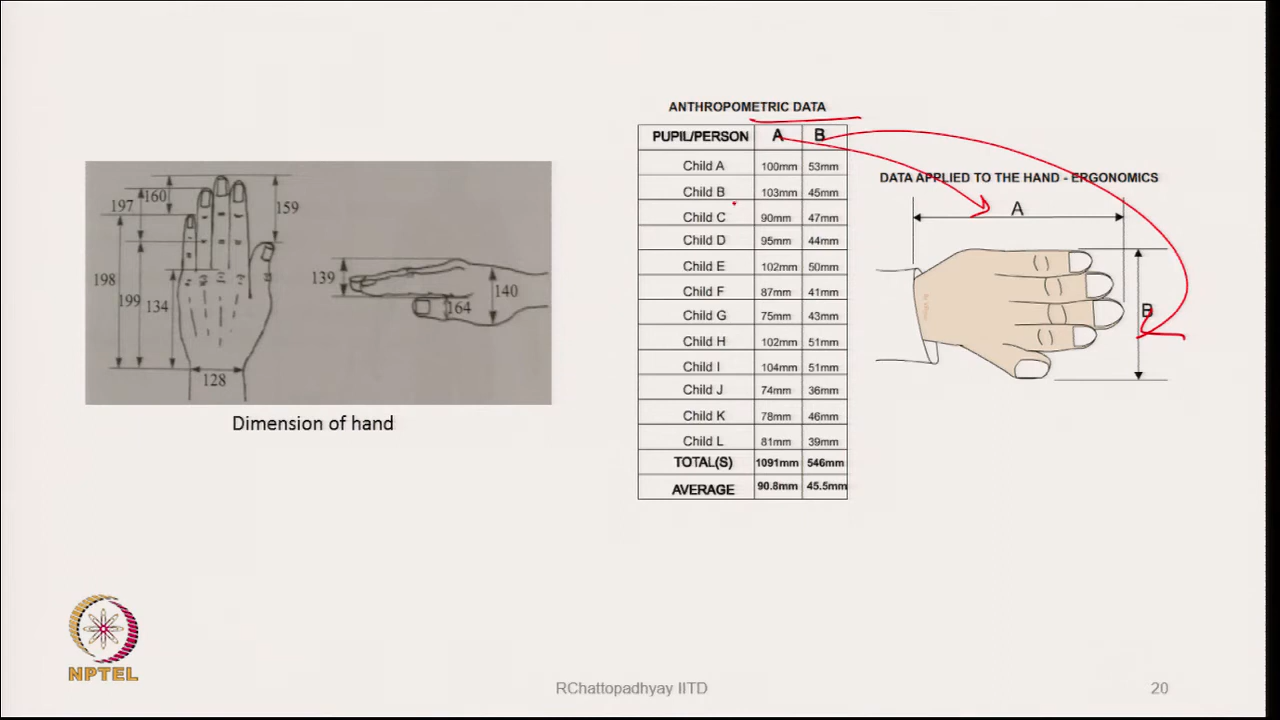 160
197
159
198
199
134
128
139
140
164
Dimension of hand
ANTHROPOMETRIC DATA
PUPIL/PERSON A B
Child A 100mm 53mm
Child B 103mm 45mm
Child C 90mm 47mm
Child D 95mm 44mm
Child E 102mm 50mm
Child F 87mm 41mm
Child G 75mm 43mm
Child H 102mm 51mm
Child I 104mm 51mm
Child J 74mm 36mm
Child K 78mm 46mm
Child L 81mm 39mm
TOTAL(S) 1091mm 546mm
AVERAGE 90.8mm 45.5mm
DATA APPLIED TO THE HAND - ERGONOMICS
A
B
NPTEL
RChattopadhyay IITD
20